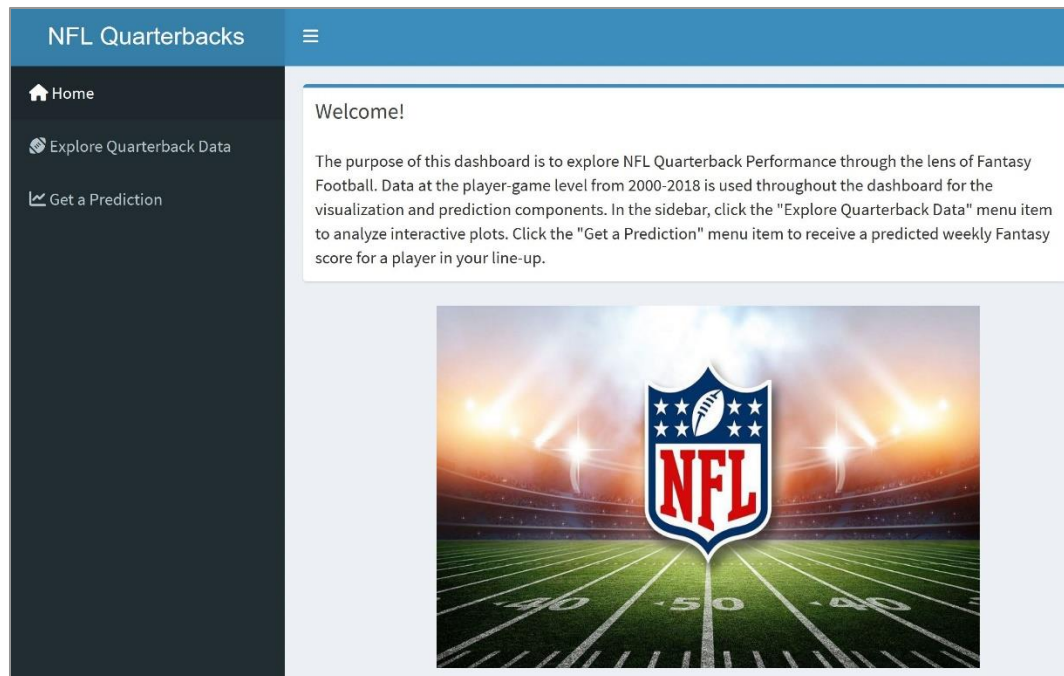 NFL Quarterbacks
Home
Explore Quarterback Data
Get a Prediction
Welcome!
The purpose of this dashboard is to explore NFL Quarterback Performance through the lens of Fantasy
Football. Data at the player-game level from 2000-2018 is used throughout the dashboard for the
visualization and prediction components. In the sidebar, click the "Explore Quarterback Data" menu item
to analyze interactive plots. Click the "Get a Prediction" menu item to receive a predicted weekly Fantasy
score for a player in your line-up.
NFL
40 50 40